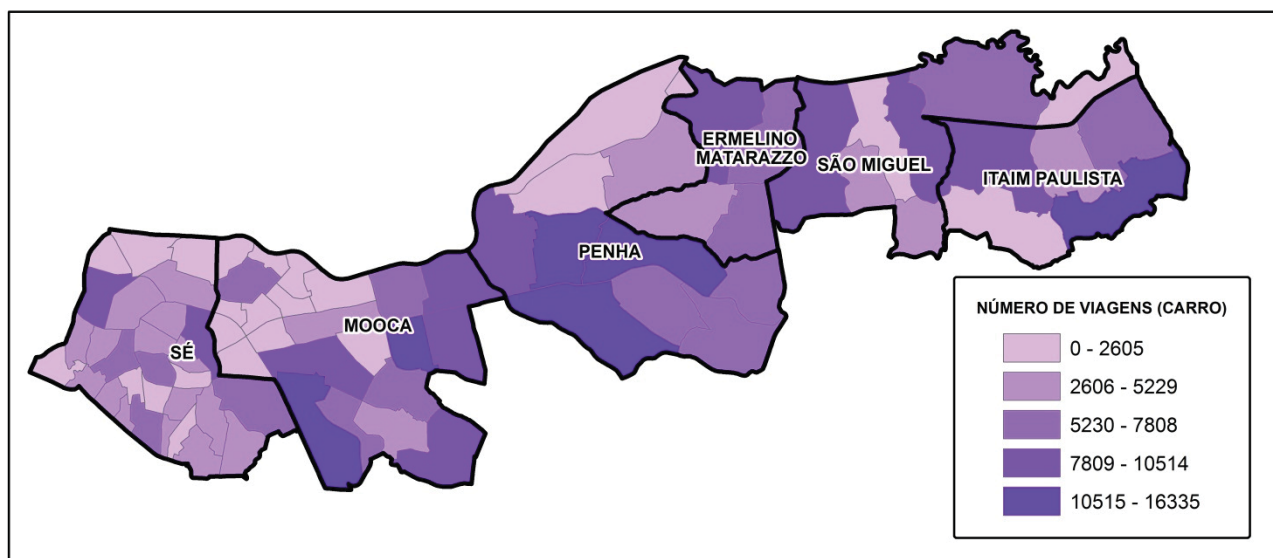 ERMELINO
MATARAZZO
SÃO MIGUEL
ITAIM PAULISTA
PENHA
MOOCA
SÉ
NÚMERO DE VIAGENS (CARRO)
0 - 2605
2606 - 5229
5230 - 7808
7809 - 10514
10515 - 16335